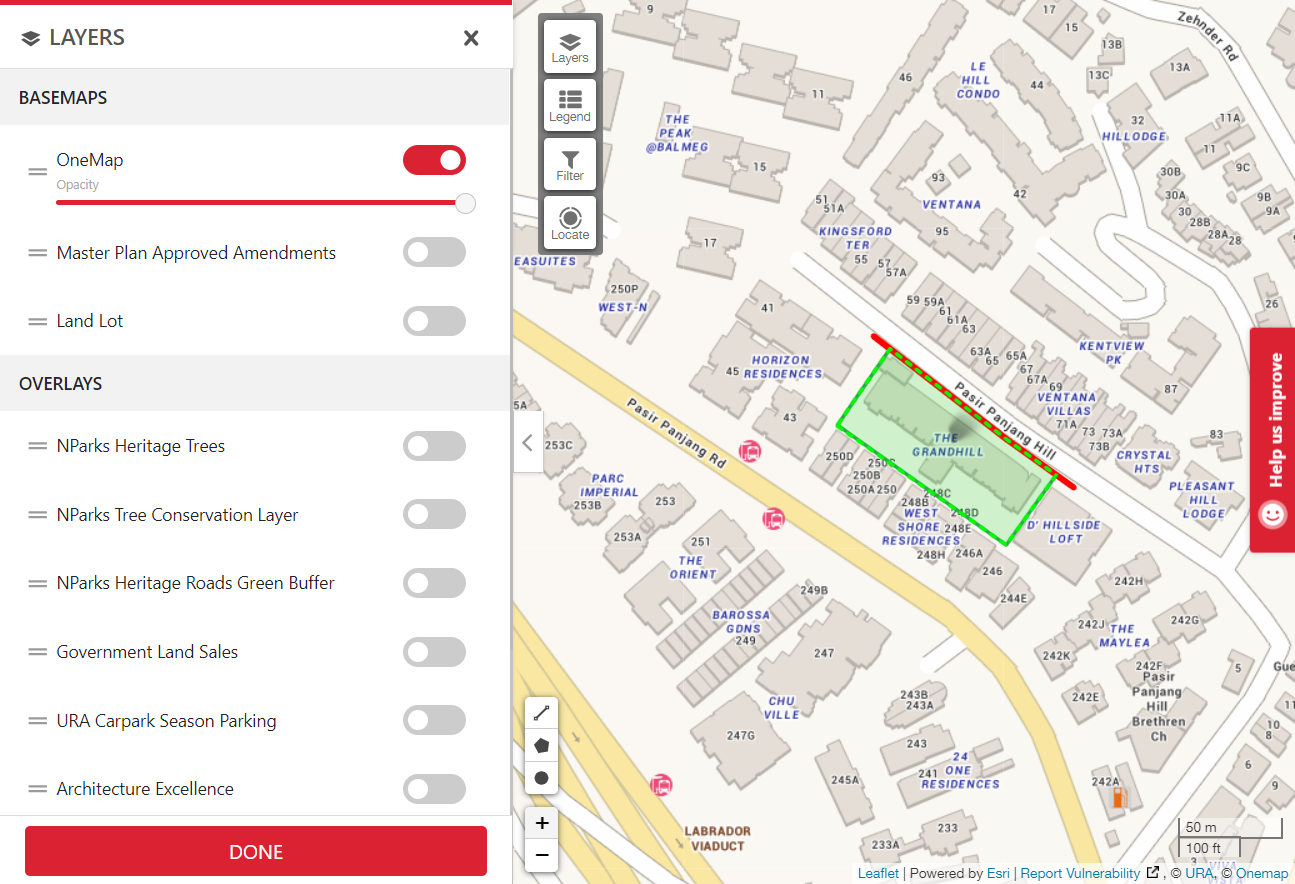 LAYERS
BASEMAPS
OneMap
Opacity
Master Plan Approved Amendments
Land Lot
OVERLAYS
NParks Heritage Trees
NParks Tree Conservation Layer
NParks Heritage Roads Green Buffer
Government Land Sales
URA Carpark Season Parking
Architecture Excellence
DONE
Layers
Legend
Filter
Locate
9
17
15
Zehnder Rd
13B
13C
13A
LE
HILL
CONDO
46
44
11
THE
PEAK
@BALMEG
32
HILLODGE
11A
11
15
93
42
VENTANA
95
9C
30B
30A
30
28B
28A
28
9B
9A
51
51A
KINGSFORD
TER
55
57
57A
17
EASUITES
250P
WEST-N
41
59
59A
61
61A
63
63A
65
65A
67
67A
69
26
KENTVIEW
PK
87
HORIZON
RESIDENCES
45
43
VENTANA
VILLAS
71A
73
73A
73B
83
CRYSTAL
HTS
PLEASANT
HILL
LODGE
Pasir Panjang Hill
Pasir Panjang Rd
5A
253C
THE
GRANDHILL
250D
250C
250B
250A
250
248C
248B
248D
WEST
SHORE
RESIDENCES
248E
248H
D' HILLSIDE
LOFT
246A
246
244E
PARC
IMPERIAL
253B
253
253A
251
THE
ORIENT
249B
BAROSSA
GDNS
249
247
242H
242J
242G
THE
MAYLEA
242K
242F
242E
Pasir
Panjang
Hill
Brethren
Ch
5
Gue
CHU
VILLE
247G
243B
243A
243
241
24
ONE
RESIDENCES
245A
242A
11
10
8
6
9
233
233A
3
LABRADOR
VIADUCT
VIVA
VISTA
Help us improve
+
−
50 m
100 ft
Leaflet | Powered by Esri | Report Vulnerability , © URA, © Onemap